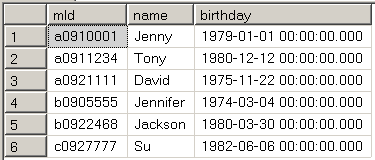 mId name birthday
1 a0910001 Jenny 1979-01-01 00:00:00.000
2 a0911234 Tony 1980-12-12 00:00:00.000
3 a0921111 David 1975-11-22 00:00:00.000
4 b0905555 Jennifer 1974-03-04 00:00:00.000
5 b0922468 Jackson 1980-03-30 00:00:00.000
6 c0927777 Su 1982-06-06 00:00:00.000